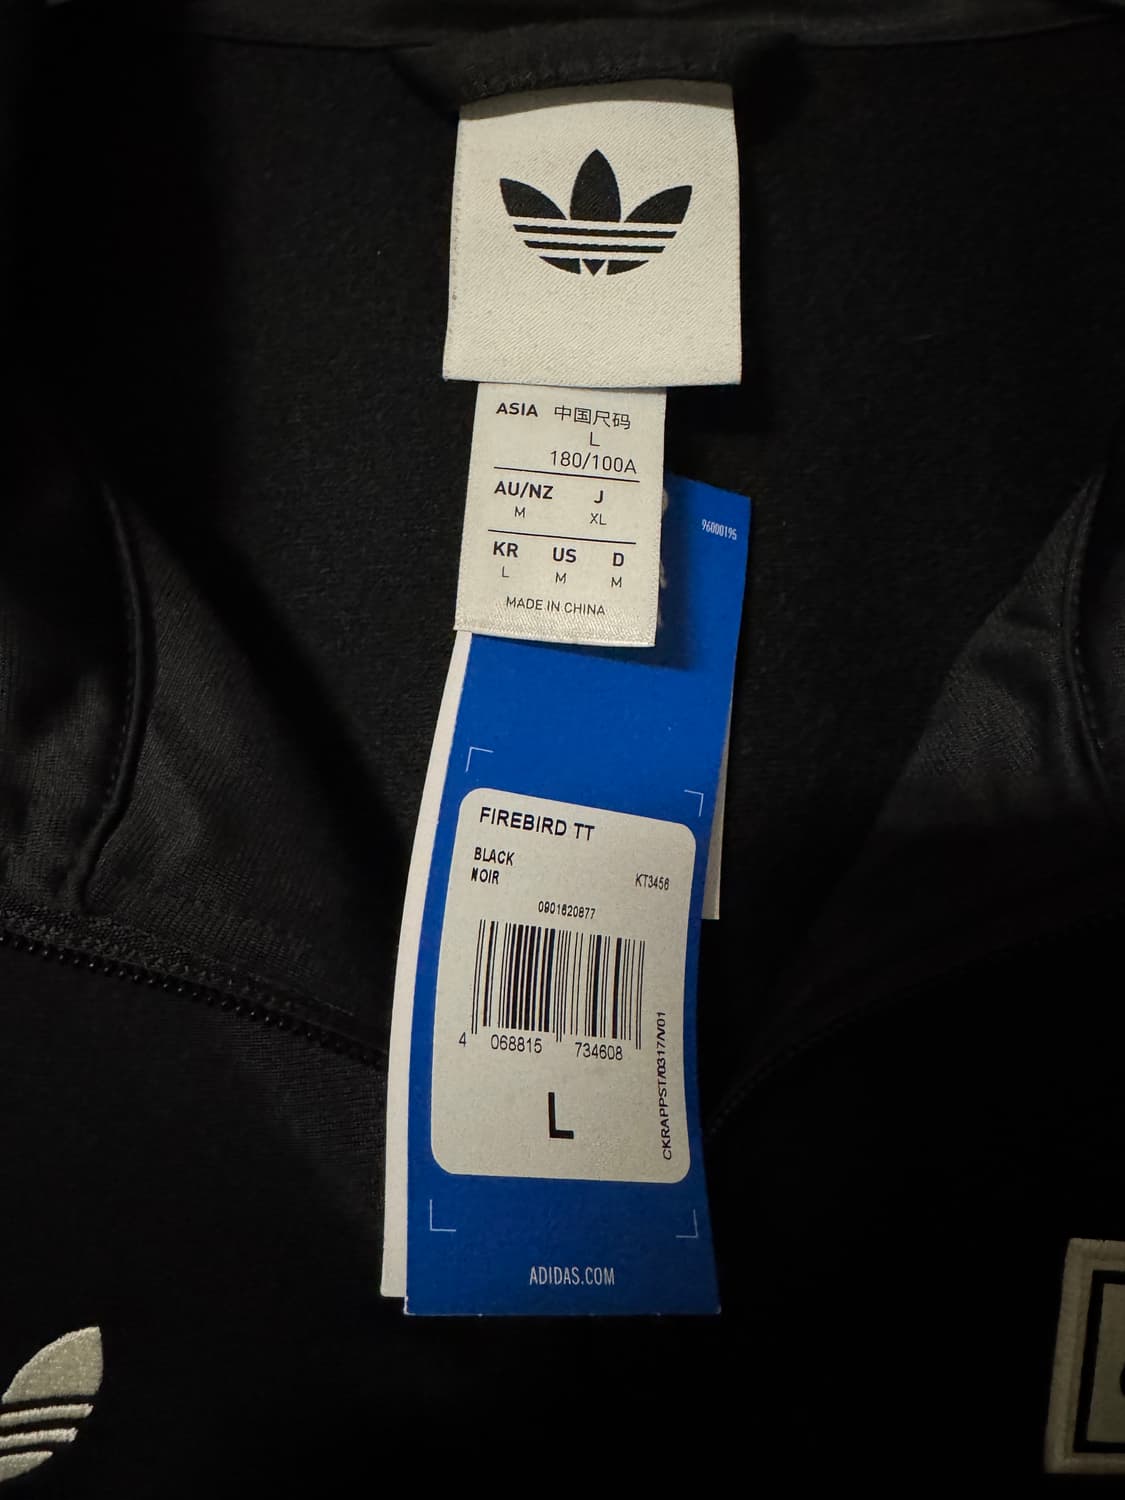 ASIA 中国尺码
L
180/100A
AU/NZ J
M XL
KR US D
L M M
MADE IN CHINA
96000195
FIREBIRD TT
BLACK
NOIR KT3456
0901620877
4 068815 734608
CKRAPPST/0317/V01
L
ADIDAS.COM